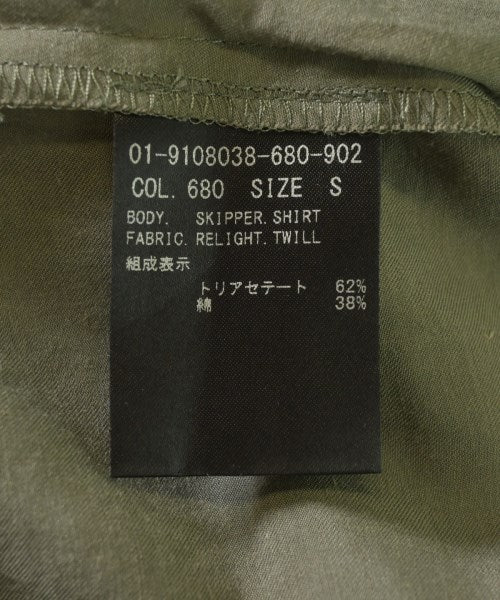 01-9108038-680-902
COL. 680 SIZE S
BODY. SKIPPER.SHIRT
FABRIC. RELIGHT.TWILL
組成表示
トリアセテート 62%
綿 38%